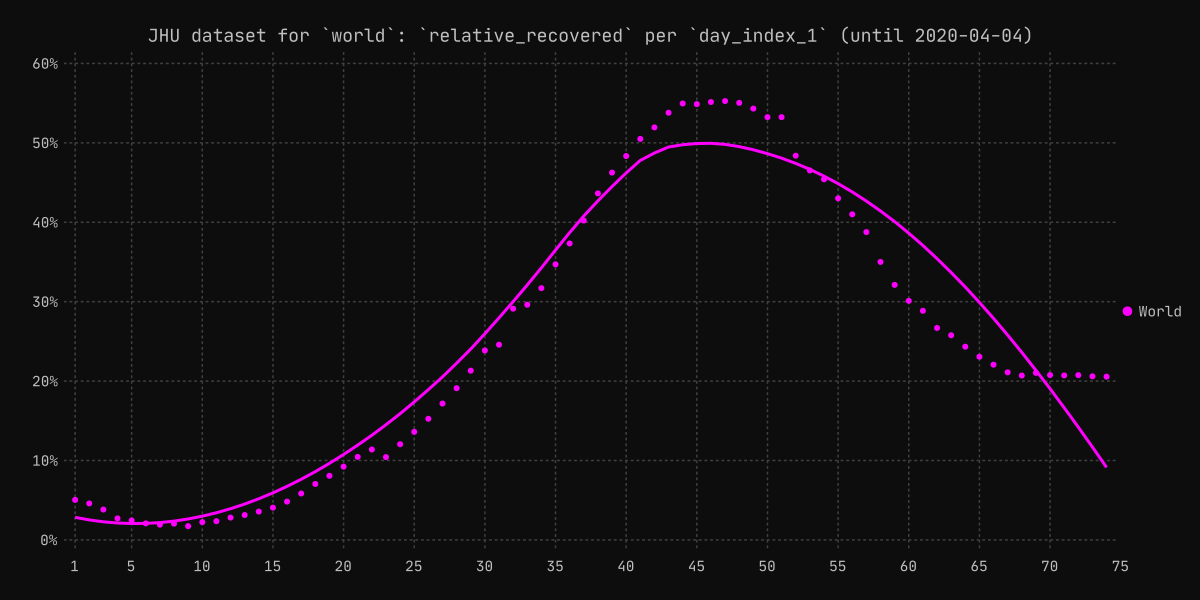 JHU dataset for `world`: `relative_recovered` per `day_index_1` (until 2020-04-04)
60%
50%
40%
30%
20%
10%
0%
World
1 5 10 15 20 25 30 35 40 45 50 55 60 65 70 75